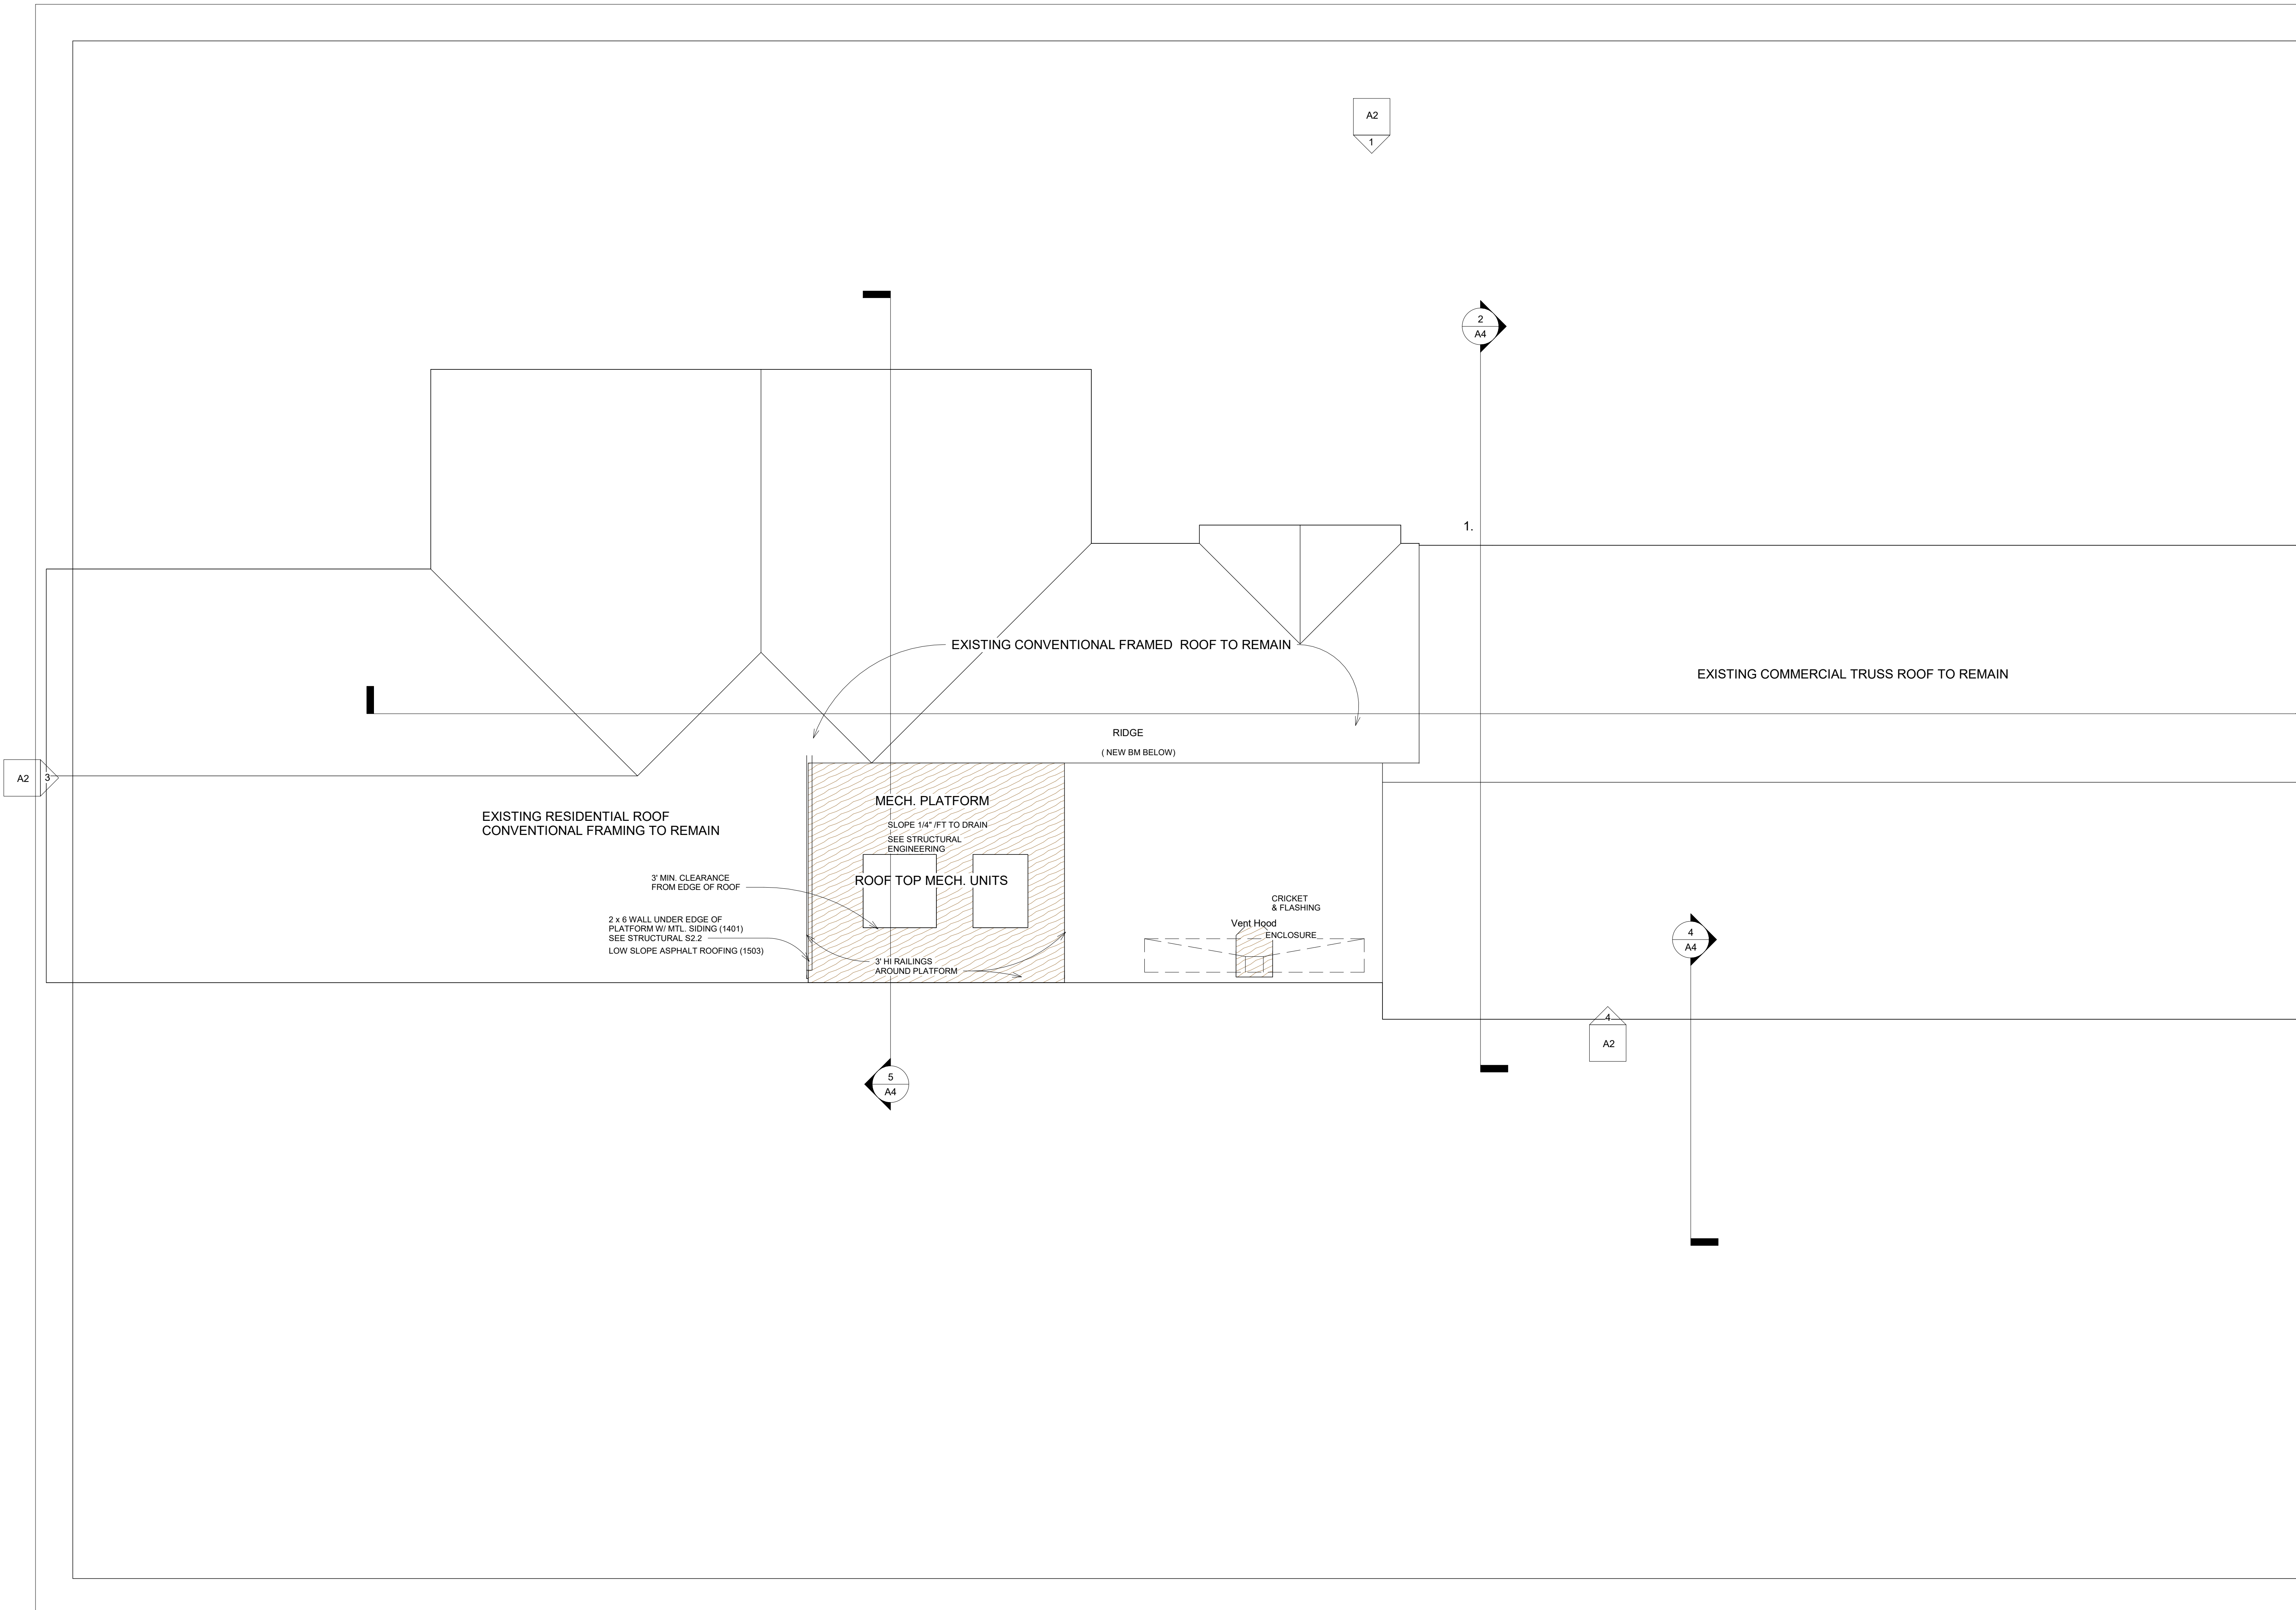 A2
1
2
A4
1.
EXISTING CONVENTIONAL FRAMED ROOF TO REMAIN
EXISTING COMMERCIAL TRUSS ROOF TO REMAIN
RIDGE
( NEW BM BELOW)
A2
3
EXISTING RESIDENTIAL ROOF
CONVENTIONAL FRAMING TO REMAIN
MECH. PLATFORM
SLOPE 1/4" /FT TO DRAIN
SEE STRUCTURAL
ENGINEERING
ROOF TOP MECH. UNITS
3' MIN. CLEARANCE
FROM EDGE OF ROOF
2 x 6 WALL UNDER EDGE OF
PLATFORM W/ MTL. SIDING (1401)
SEE STRUCTURAL S2.2
LOW SLOPE ASPHALT ROOFING (1503)
3' HI RAILINGS
AROUND PLATFORM
CRICKET
& FLASHING
Vent Hood
ENCLOSURE
4
A4
4
A2
5
A4